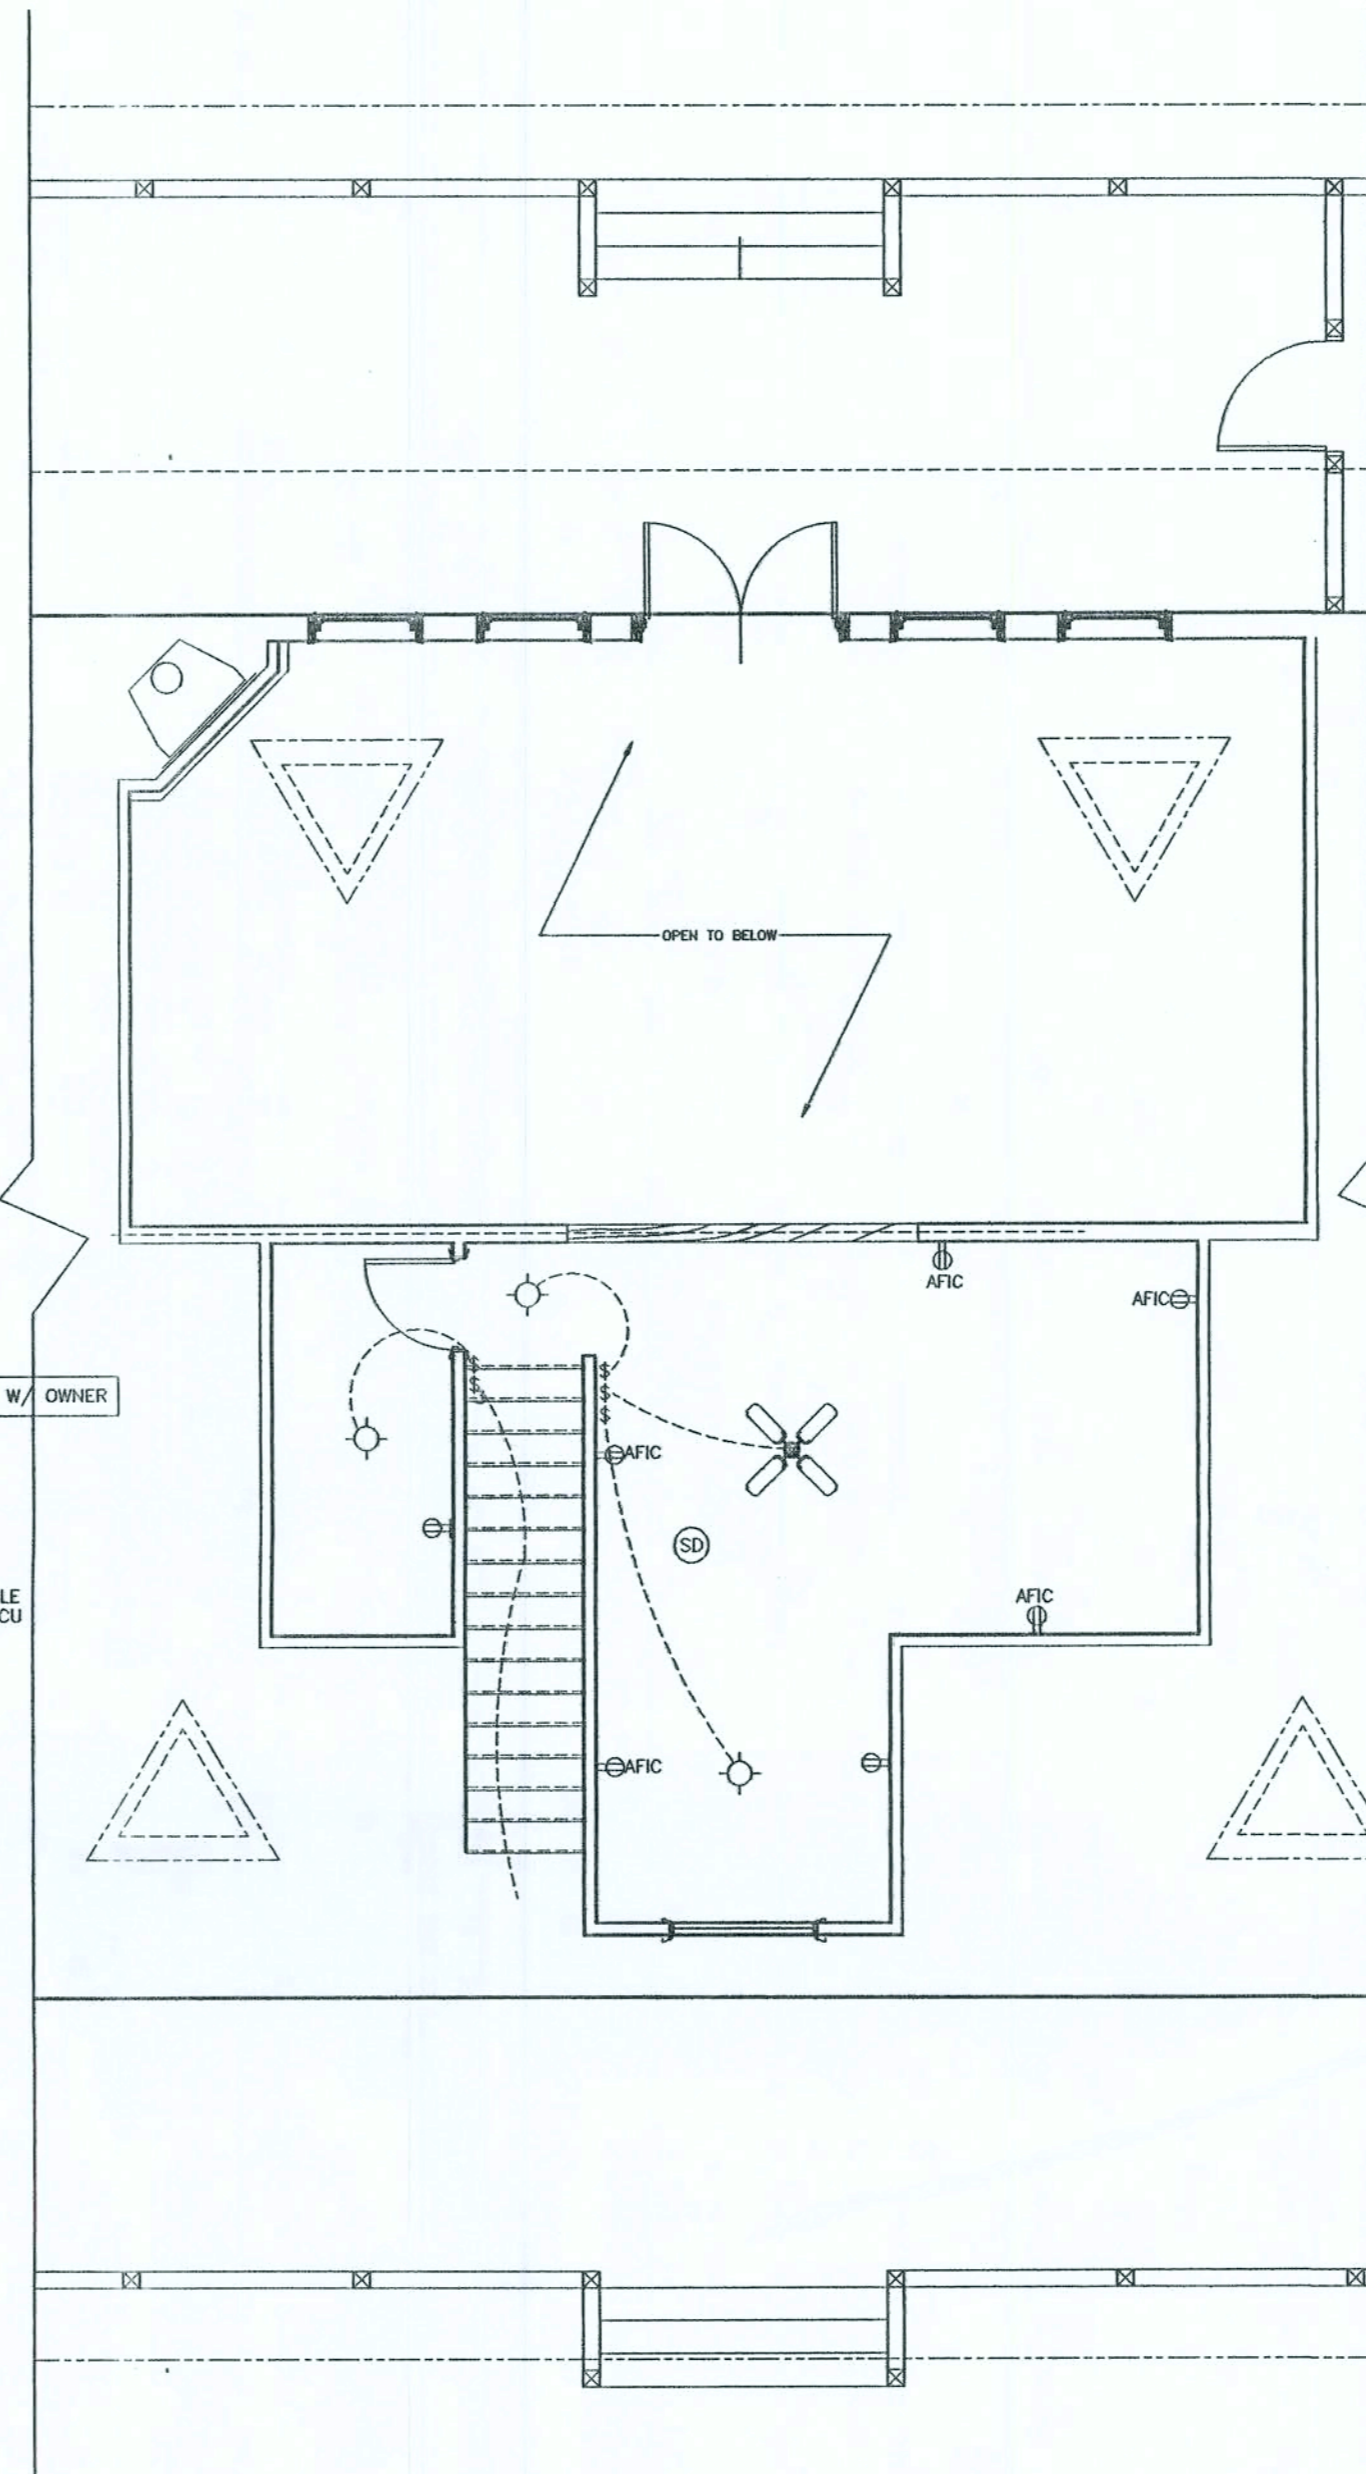 OPEN TO BELOW
AFIC
AFIC
W/ OWNER
$
$
$
$
$
AFIC
SD
LE
CU
AFIC
AFIC